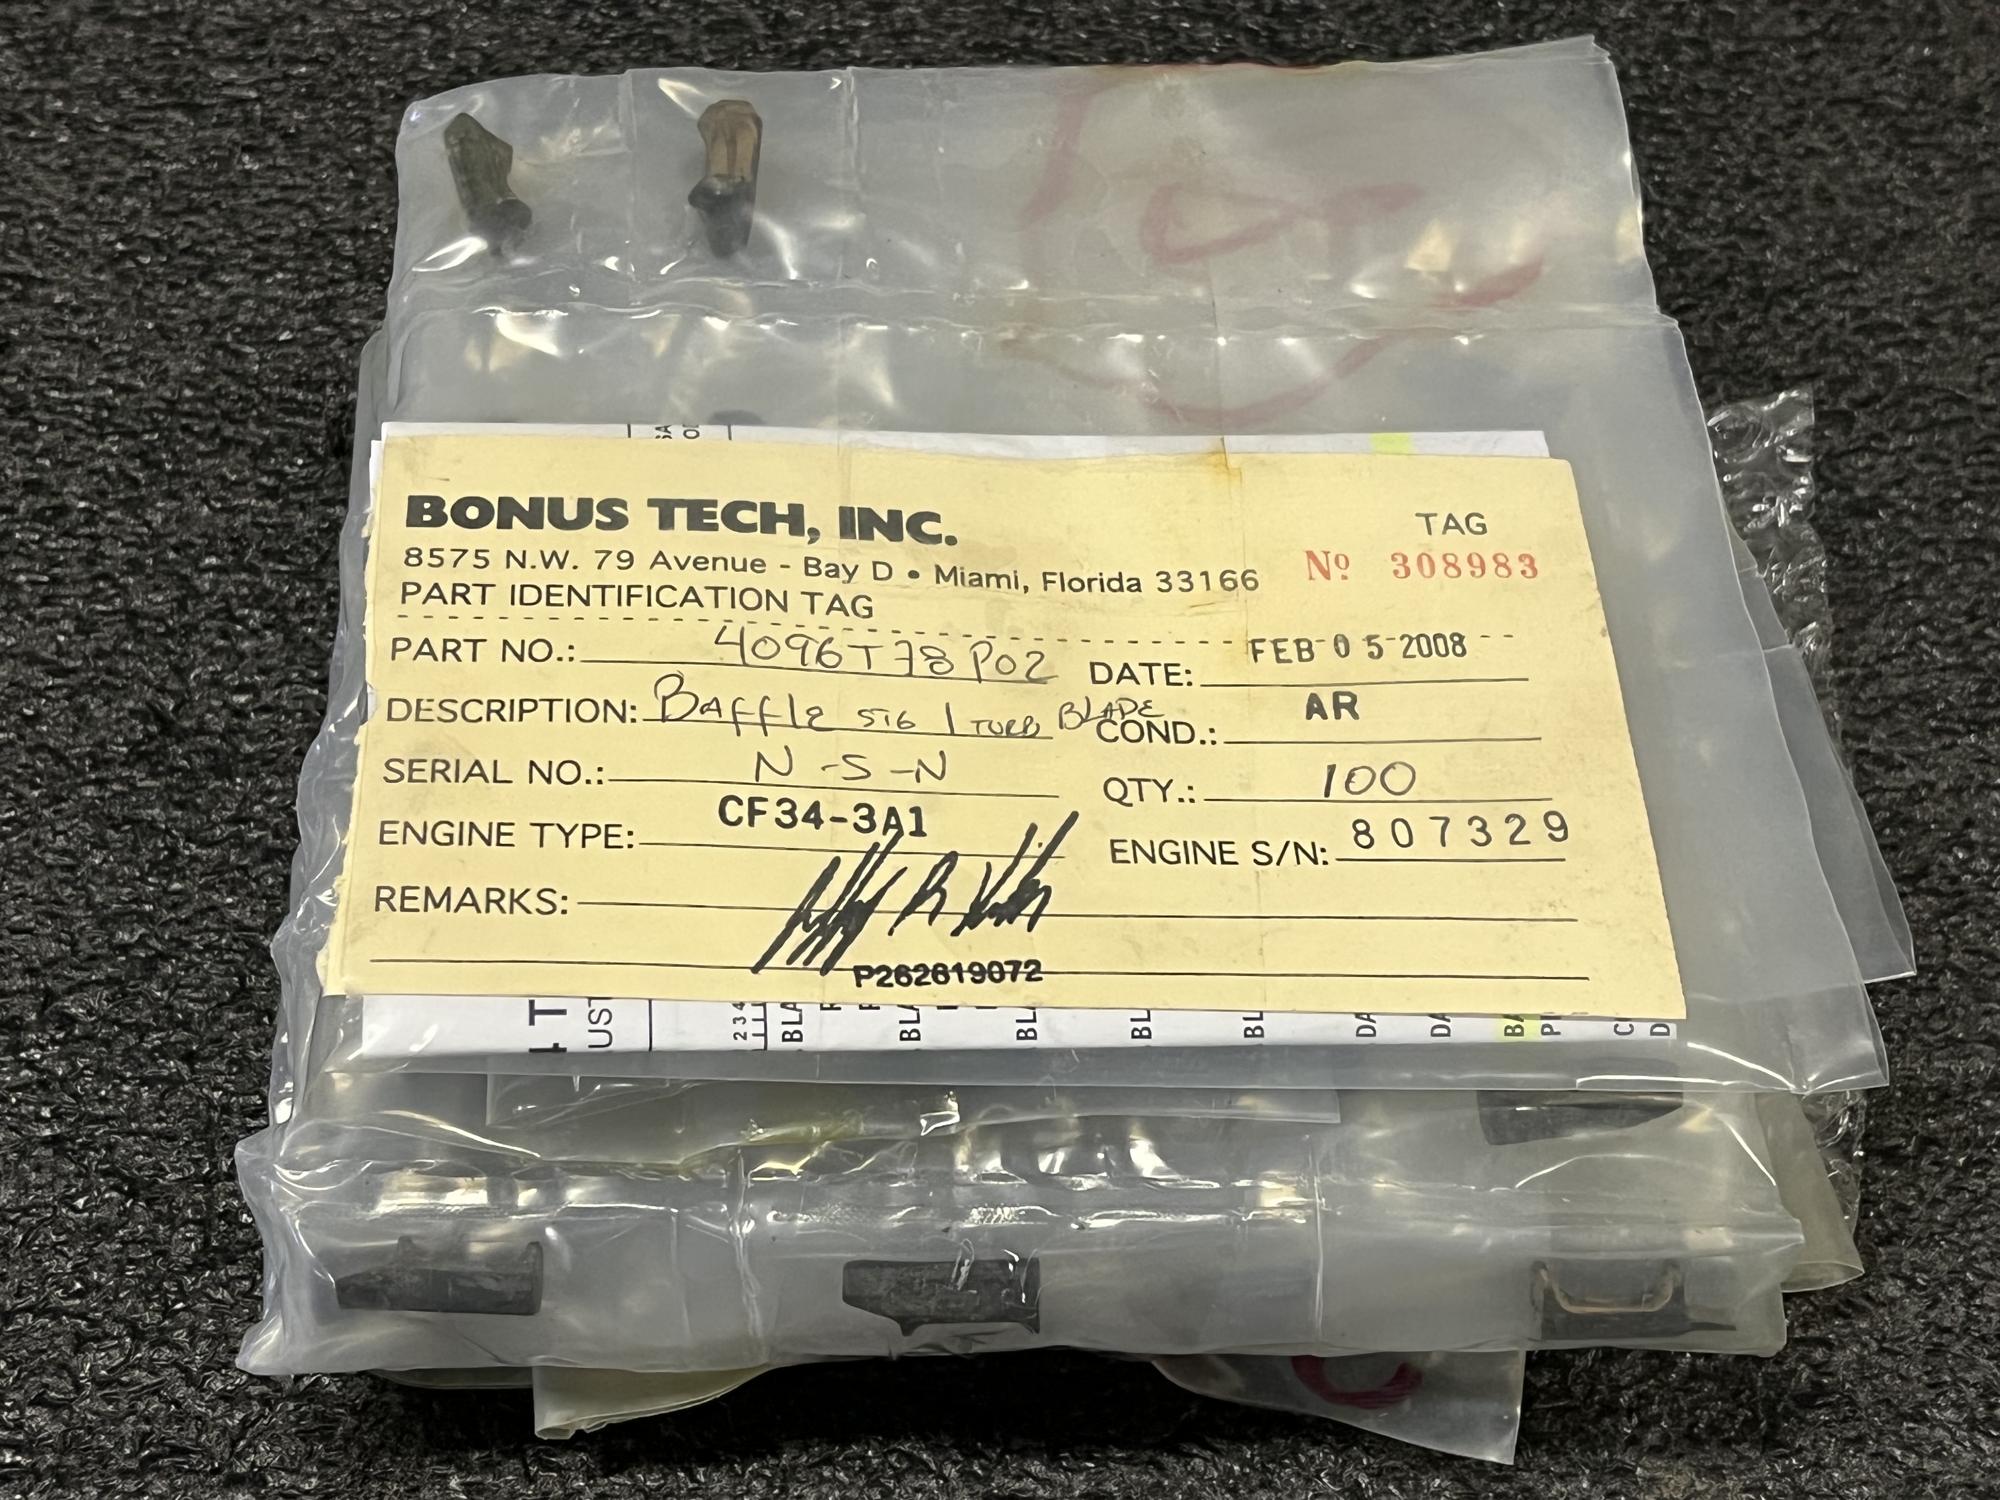 BONUS TECH, INC.
TAG
8575 N.W. 79 Avenue - Bay D • Miami, Florida 33166
Nº 308983
PART IDENTIFICATION TAG
PART NO.: 4096T78P02 DATE: FEB 05 2008
DESCRIPTION: BAFFle STG 1 TURB BLADE COND.: AR
SERIAL NO.: N-S-N QTY.: 100
ENGINE TYPE: CF34-3A1 ENGINE S/N: 807329
REMARKS:
P262619072